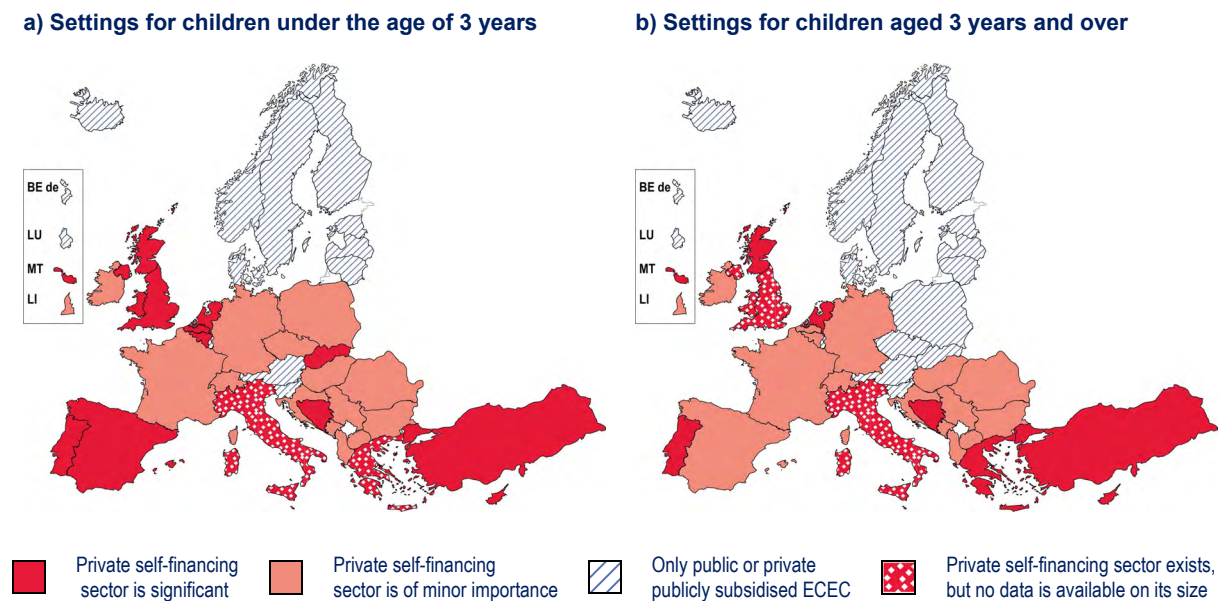 a) Settings for children under the age of 3 years
b) Settings for children aged 3 years and over
BE de
LU
MT
LI
BE de
LU
MT
LI
Private self-financing
sector is significant
Private self-financing
sector is of minor importance
Only public or private
publicly subsidised ECEC
Private self-financing sector exists,
but no data is available on its size